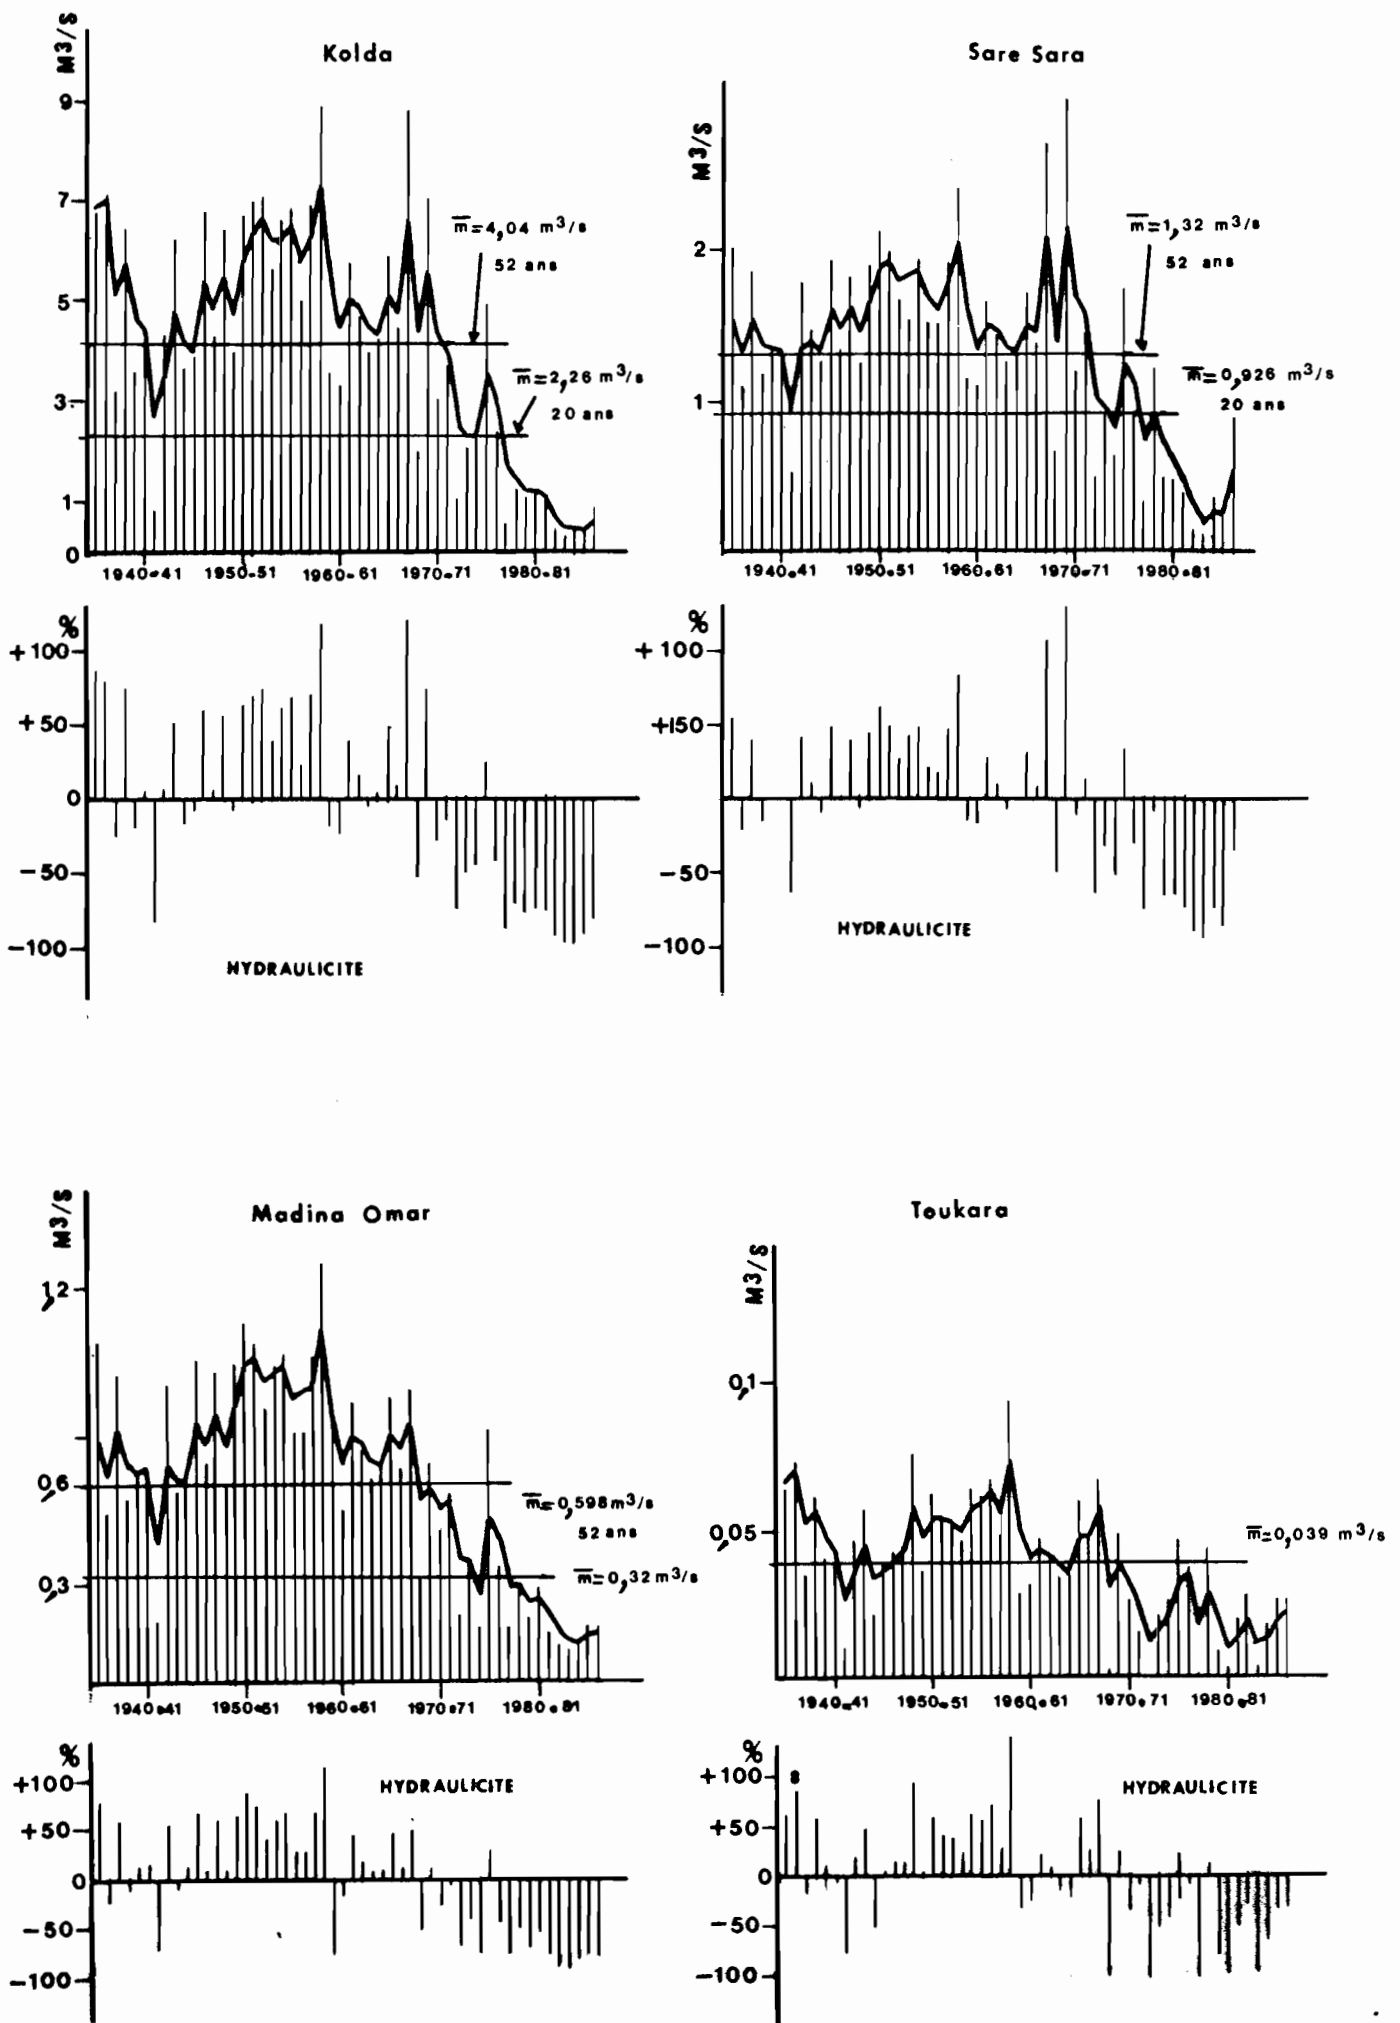 Kolda
M3/S
9
7
5
3
1
0
m=4,04 m3/s
52 ans
m=2,26 m3/s
20 ans
1940.41 1950.51 1960.61 1970.71 1980.81
%
+100
+50
0
-50
-100
HYDRAULICITE
Sare Sara
M3/S
2
1
m=1,32 m3/s
52 ans
m=0,926 m3/s
20 ans
1940.41 1950.51 1960.61 1970.71 1980.81
%
+100
+150
0
-50
-100
HYDRAULICITE
Madina Omar
M3/S
1,2
0,6
0,3
m=0,598m3/s
52 ans
m=0,32m3/s
1940.41 1950.51 1960.61 1970.71 1980.81
%
+100
+50
0
-50
-100
HYDRAULICITE
Toukara
M3/S
0,1
0,05
m=0,039 m3/s
1940.41 1950.51 1960.61 1970.71 1980.81
%
+100
+50
0
-50
-100
8
HYDRAULICITE